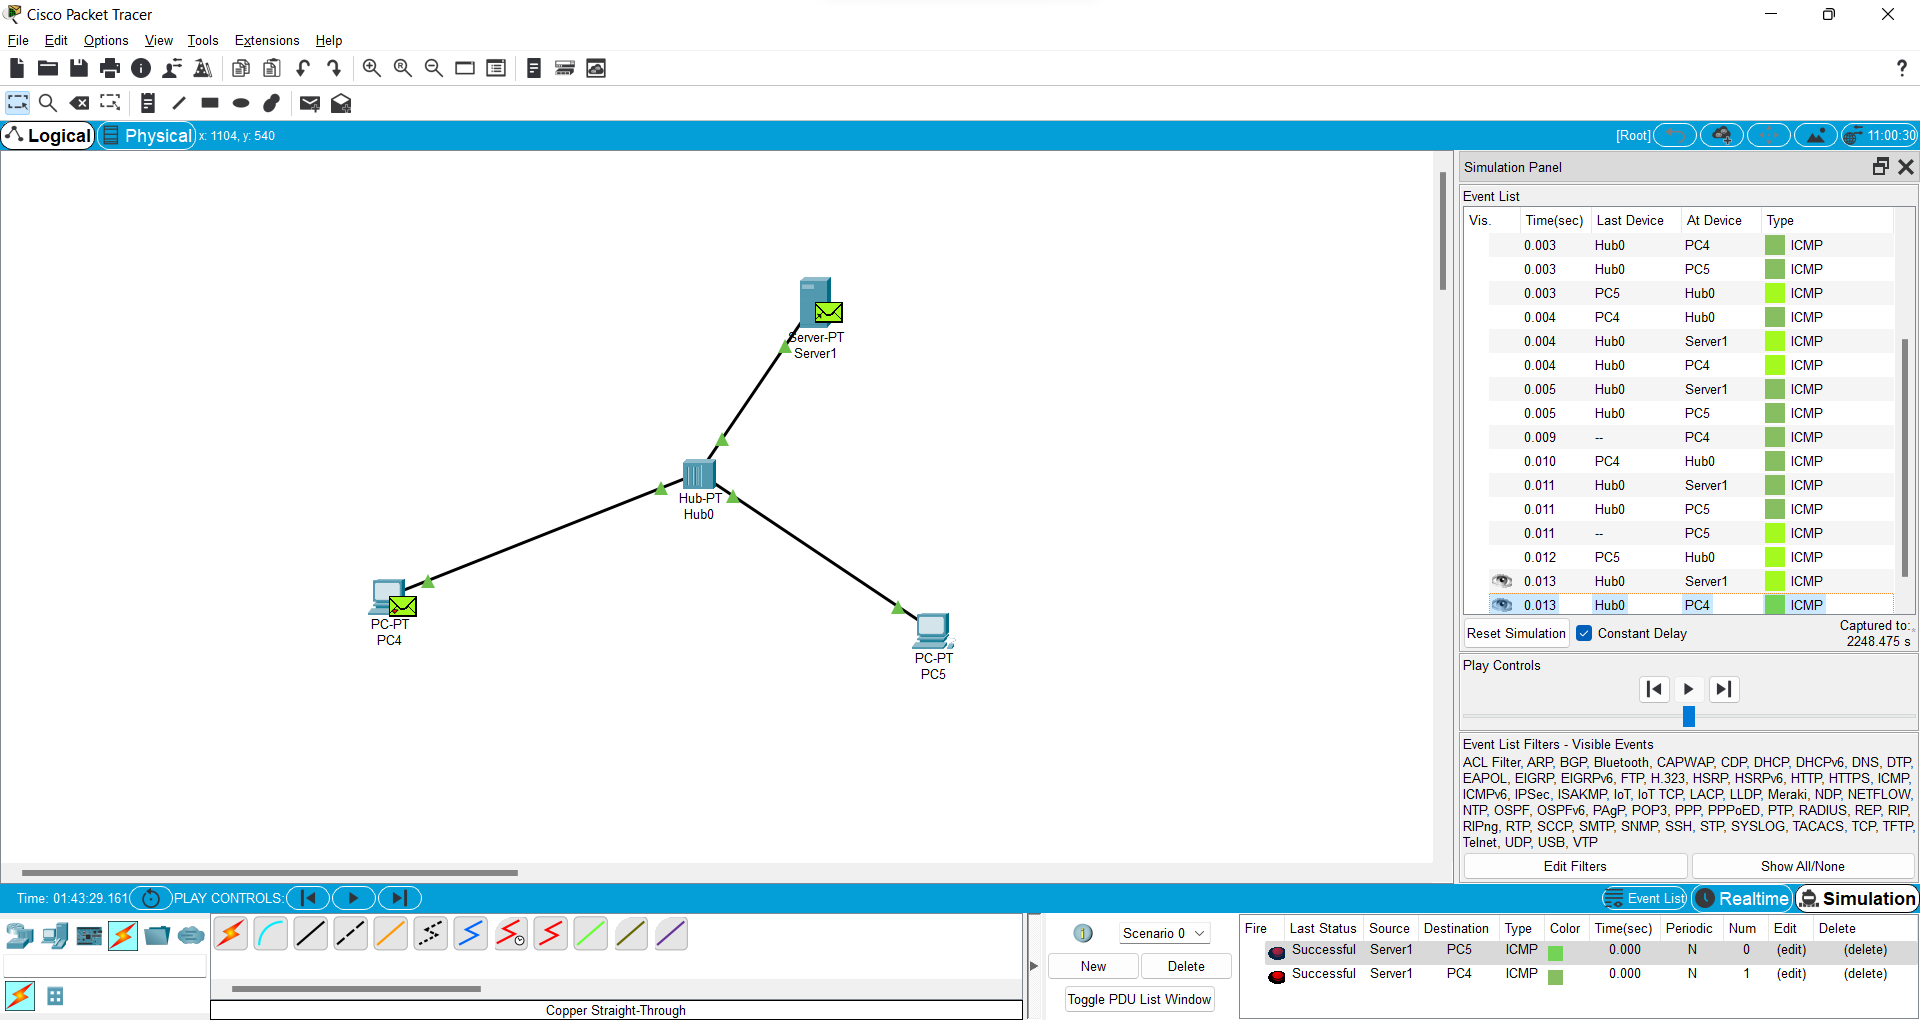 Cisco Packet Tracer
File Edit Options View Tools Extensions Help
?
Logical Physical x: 1104, y: 540 [Root] 11:00:30
Server-PT
Server1
Hub-PT
Hub0
PC-PT
PC4
PC-PT
PC5
Simulation Panel
Event List
Vis. Time(sec) Last Device At Device Type
0.003 Hub0 PC4 ICMP
0.003 Hub0 PC5 ICMP
0.003 PC5 Hub0 ICMP
0.004 PC4 Hub0 ICMP
0.004 Hub0 Server1 ICMP
0.004 Hub0 PC4 ICMP
0.005 Hub0 Server1 ICMP
0.005 Hub0 PC5 ICMP
0.009 -- PC4 ICMP
0.010 PC4 Hub0 ICMP
0.011 Hub0 Server1 ICMP
0.011 Hub0 PC5 ICMP
0.011 -- PC5 ICMP
0.012 PC5 Hub0 ICMP
0.013 Hub0 Server1 ICMP
0.013 Hub0 PC4 ICMP
Reset Simulation Constant Delay Captured to:
2248.475 s
Play Controls
Event List Filters - Visible Events
ACL Filter, ARP, BGP, Bluetooth, CAPWAP, CDP, DHCP, DHCPv6, DNS, DTP,
EAPOL, EIGRP, EIGRPv6, FTP, H.323, HSRP, HSRPv6, HTTP, HTTPS, ICMP,
ICMPv6, IPSec, ISAKMP, IoT, IoT TCP, LACP, LLDP, Meraki, NDP, NETFLOW,
NTP, OSPF, OSPFv6, PAgP, POP3, PPP, PPPoED, PTP, RADIUS, REP, RIP,
RIPng, RTP, SCCP, SMTP, SNMP, SSH, STP, SYSLOG, TACACS, TCP, TFTP,
Telnet, UDP, USB, VTP
Edit Filters Show All/None
Time: 01:43:29.161 PLAY CONTROLS: Event List Realtime Simulation
Copper Straight-Through
1 Scenario 0
New Delete
Toggle PDU List Window
Fire Last Status Source Destination Type Color Time(sec) Periodic Num Edit Delete
Successful Server1 PC5 ICMP 0.000 N 0 (edit) (delete)
Successful Server1 PC4 ICMP 0.000 N 1 (edit) (delete)